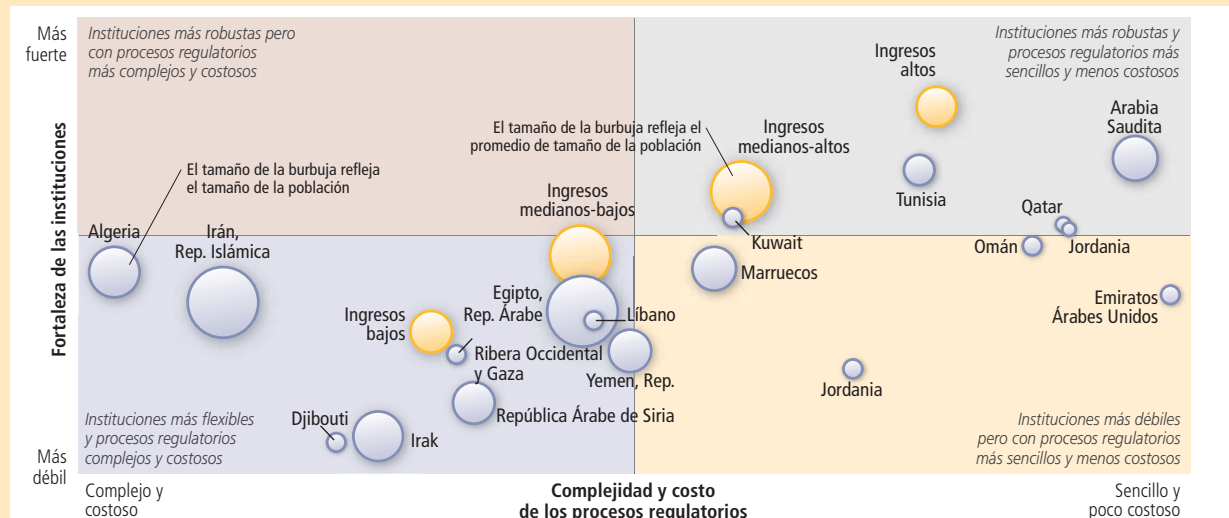 Más
fuerte
Instituciones más robustas pero
con procesos regulatorios
más complejos y costosos
Instituciones más robustas y
procesos regulatorios más
sencillos y menos costosos
Ingresos
altos
Arabia
Saudita
El tamaño de la burbuja refleja el
promedio de tamaño de la población
Ingresos
medianos-altos
El tamaño de la burbuja refleja
el tamaño de la población
Ingresos
medianos-bajos
Tunisia
Qatar
Algeria
Irán,
Rep. Islámica
Kuwait
Omán
Jordania
Marruecos
Fortaleza de las instituciones
Egipto,
Rep. Árabe
Líbano
Emiratos
Árabes Unidos
Ingresos
bajos
Ribera Occidental
y Gaza
Yemen, Rep.
Jordania
República Árabe de Siria
Djibouti
Irak
Instituciones más flexibles
y procesos regulatorios
complejos y costosos
Instituciones más débiles
pero con procesos regulatorios
más sencillos y menos costosos
Más
débil
Complejo y
costoso
Complejidad y costo
de los procesos regulatorios
Sencillo y
poco costoso